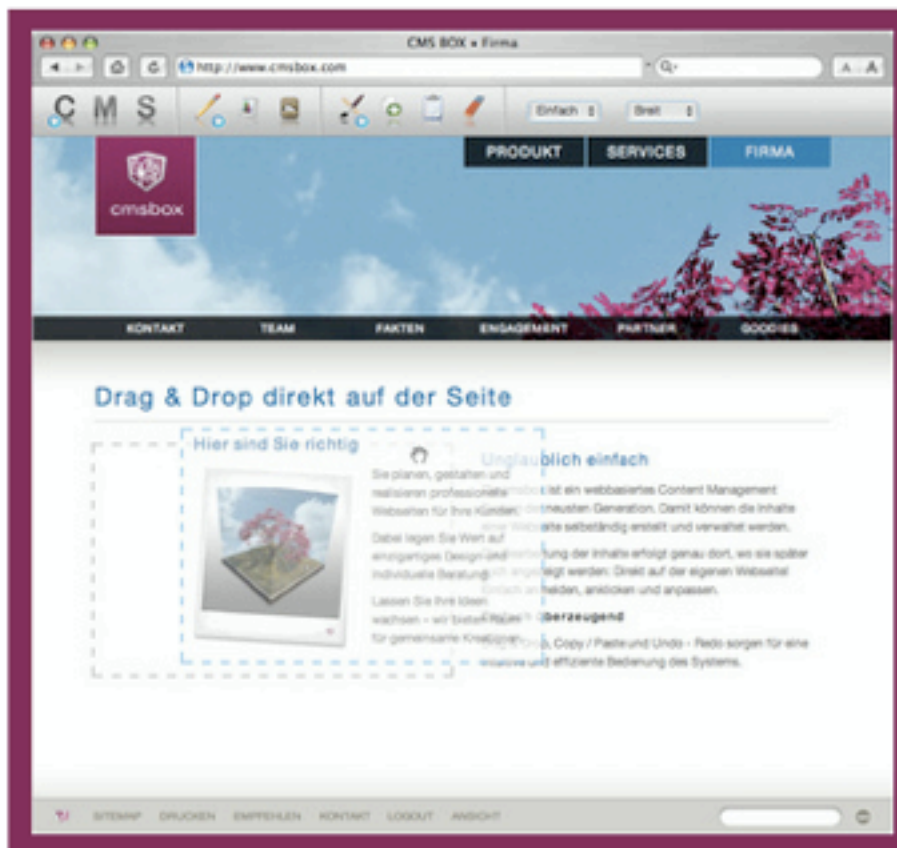 CMS BOX • Firma
http://www.cmsbox.com
A A
C M S
Einfach
Breit
PRODUKT SERVICES FIRMA
cmsbox
KONTAKT TEAM FAKTEN ENGAGEMENT PARTNER GOODIES
Drag & Drop direkt auf der Seite
Hier sind Sie richtig
Sie planen, gestalten und
realisieren professionelle
Webseiten für Ihre Kunden.
Dabei legen Sie Wert auf
einzigartiges Design und
individuelle Beratung.
Lassen Sie Ihre Ideen
wachsen – wir bieten Raum
für gemeinsame Kreationen.
Unglaublich einfach
ist ein webbasiertes Content Management
neusten Generation. Damit können die Inhalte
selbständig erstellt und verwaltet werden.
der Inhalte erfolgt genau dort, wo sie später
werden: Direkt auf der eigenen Webseite!
anklicken und anpassen.
überzeugend
Copy / Paste und Undo - Redo sorgen für eine
und effiziente Bedienung des Systems.
SITEMAP DRUCKEN EMPFEHLEN KONTAKT LOGOUT ANSICHT